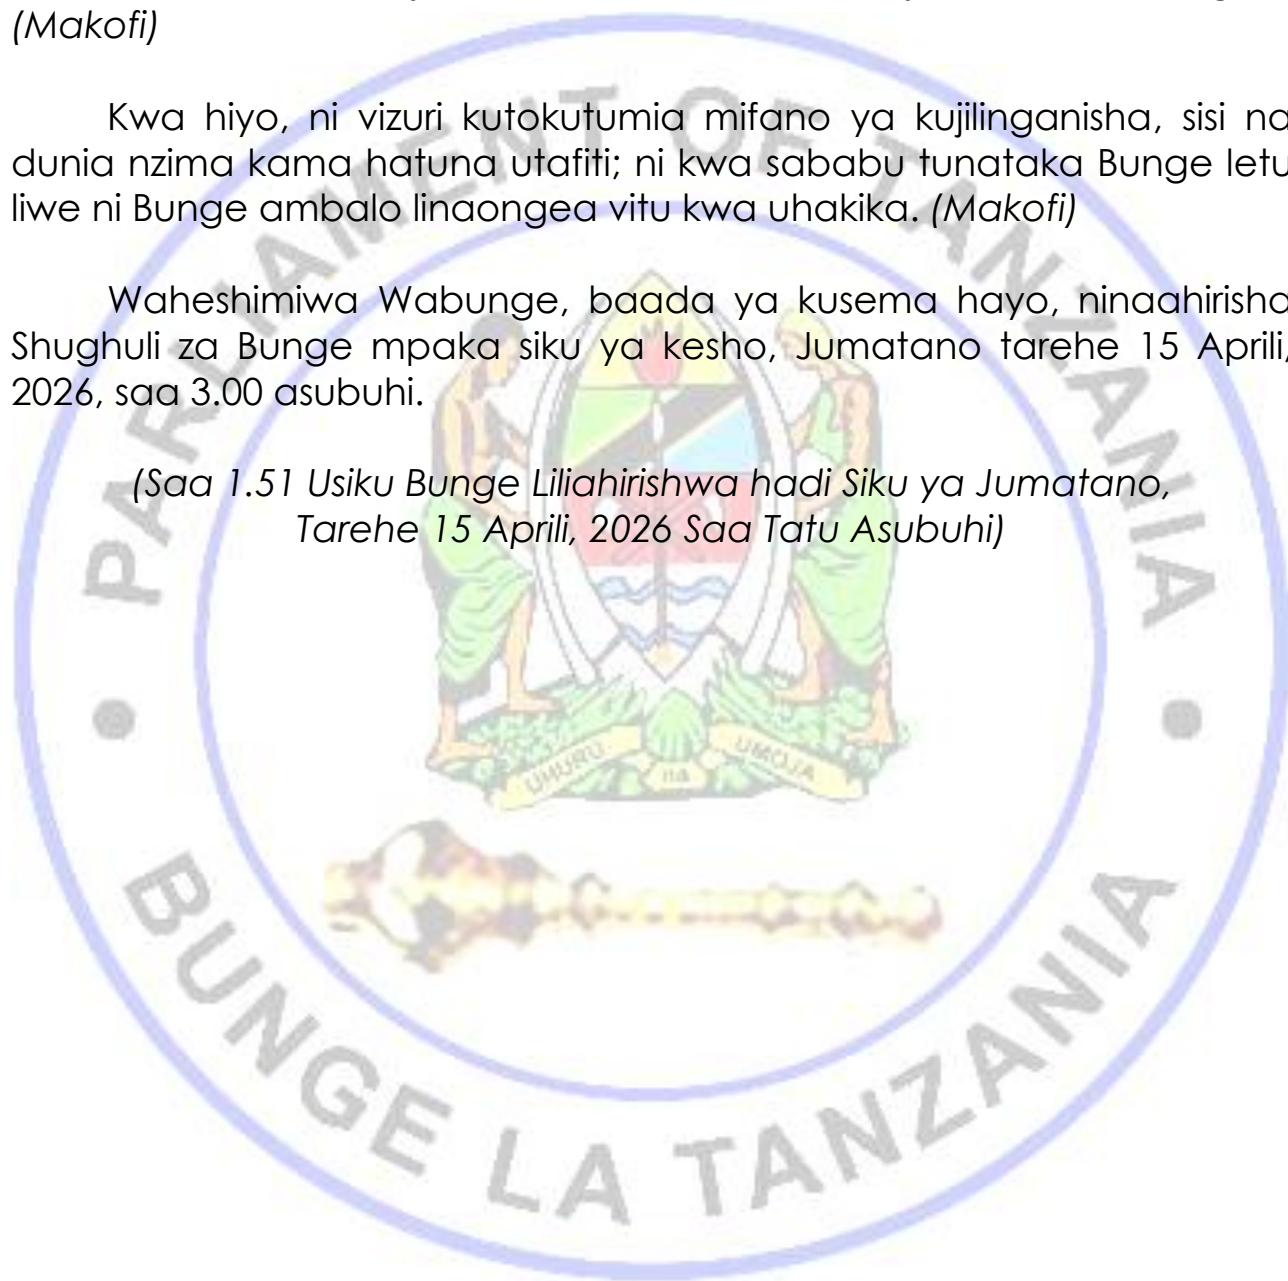 (Makofi)
Kwa hiyo, ni vizuri kutokutumia mifano ya kujilinganisha, sisi na
dunia nzima kama hatuna utafiti; ni kwa sababu tunataka Bunge letu
liwe ni Bunge ambalo linaongea vitu kwa uhakika. (Makofi)
Waheshimiwa Wabunge, baada ya kusema hayo, ninaahirisha
Shughuli za Bunge mpaka siku ya kesho, Jumatano tarehe 15 Aprili,
2026, saa 3.00 asubuhi.
(Saa 1.51 Usiku Bunge Liliahirishwa hadi Siku ya Jumatano,
Tarehe 15 Aprili, 2026 Saa Tatu Asubuhi)
PARLIAMENT OF TANZANIA
UHURU NA UMOJA
BUNGE LA TANZANIA